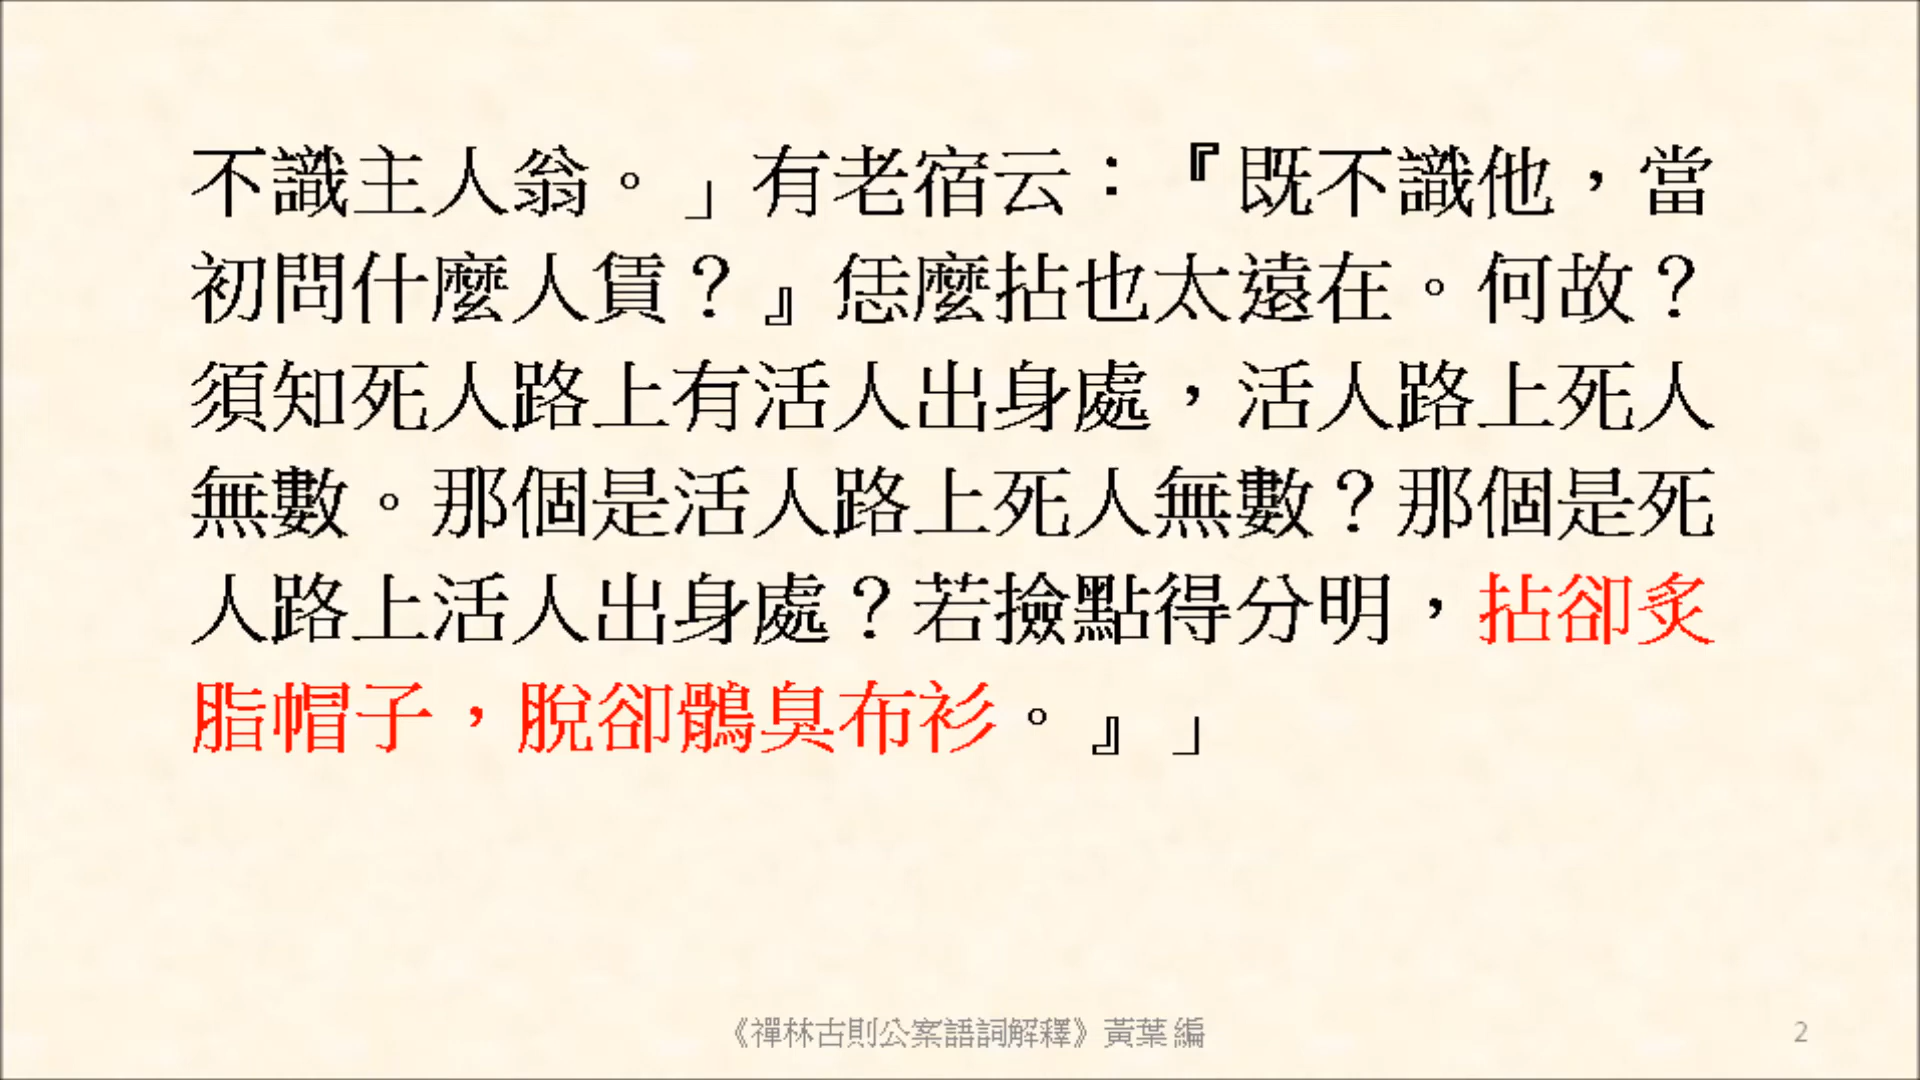 不識主人翁。」有老宿云：『既不識他，當
初問什麼人賃？』恁麼拈也太遠在。何故？
須知死人路上有活人出身處，活人路上死人
無數。那個是活人路上死人無數？那個是死
人路上活人出身處？若撿點得分明，拈卻炙
脂帽子，脫卻鶻臭布衫。』」
《禪林古則公案語詞解釋》黃葉 編
2